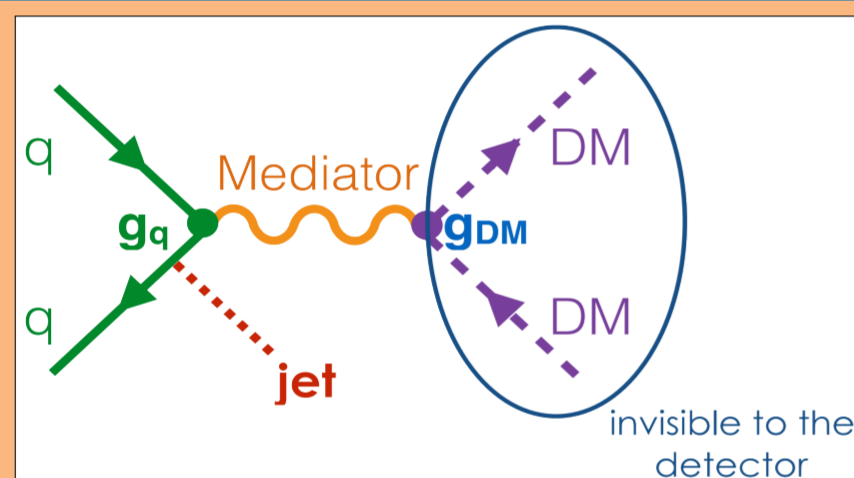 q
Mediator
DM
gq
gDM
q
DM
jet
invisible to the
detector